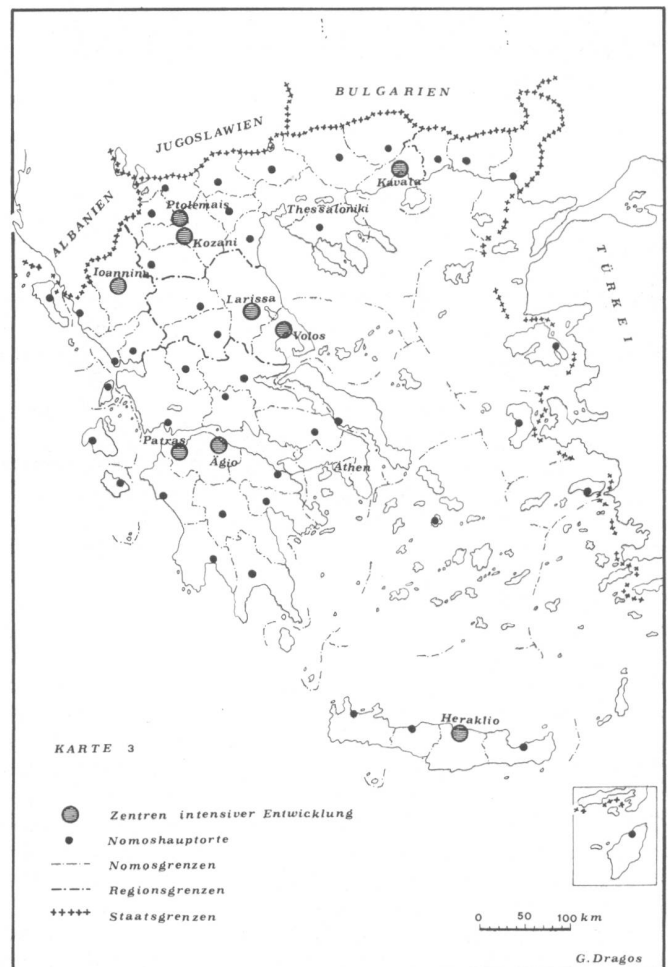 BULGARIEN
JUGOSLAWIEN
ALBANIEN
TÜRKEI
Kavala
Ptolemais
Thessaloniki
Kozani
Ioannina
Larissa
Volos
Patras
Ägio
Athen
Heraklio
KARTE 3
Zentren intensiver Entwicklung
Nomoshauptorte
Nomosgrenzen
Regionsgrenzen
Staatsgrenzen
0 50 100 km
G. Dragos